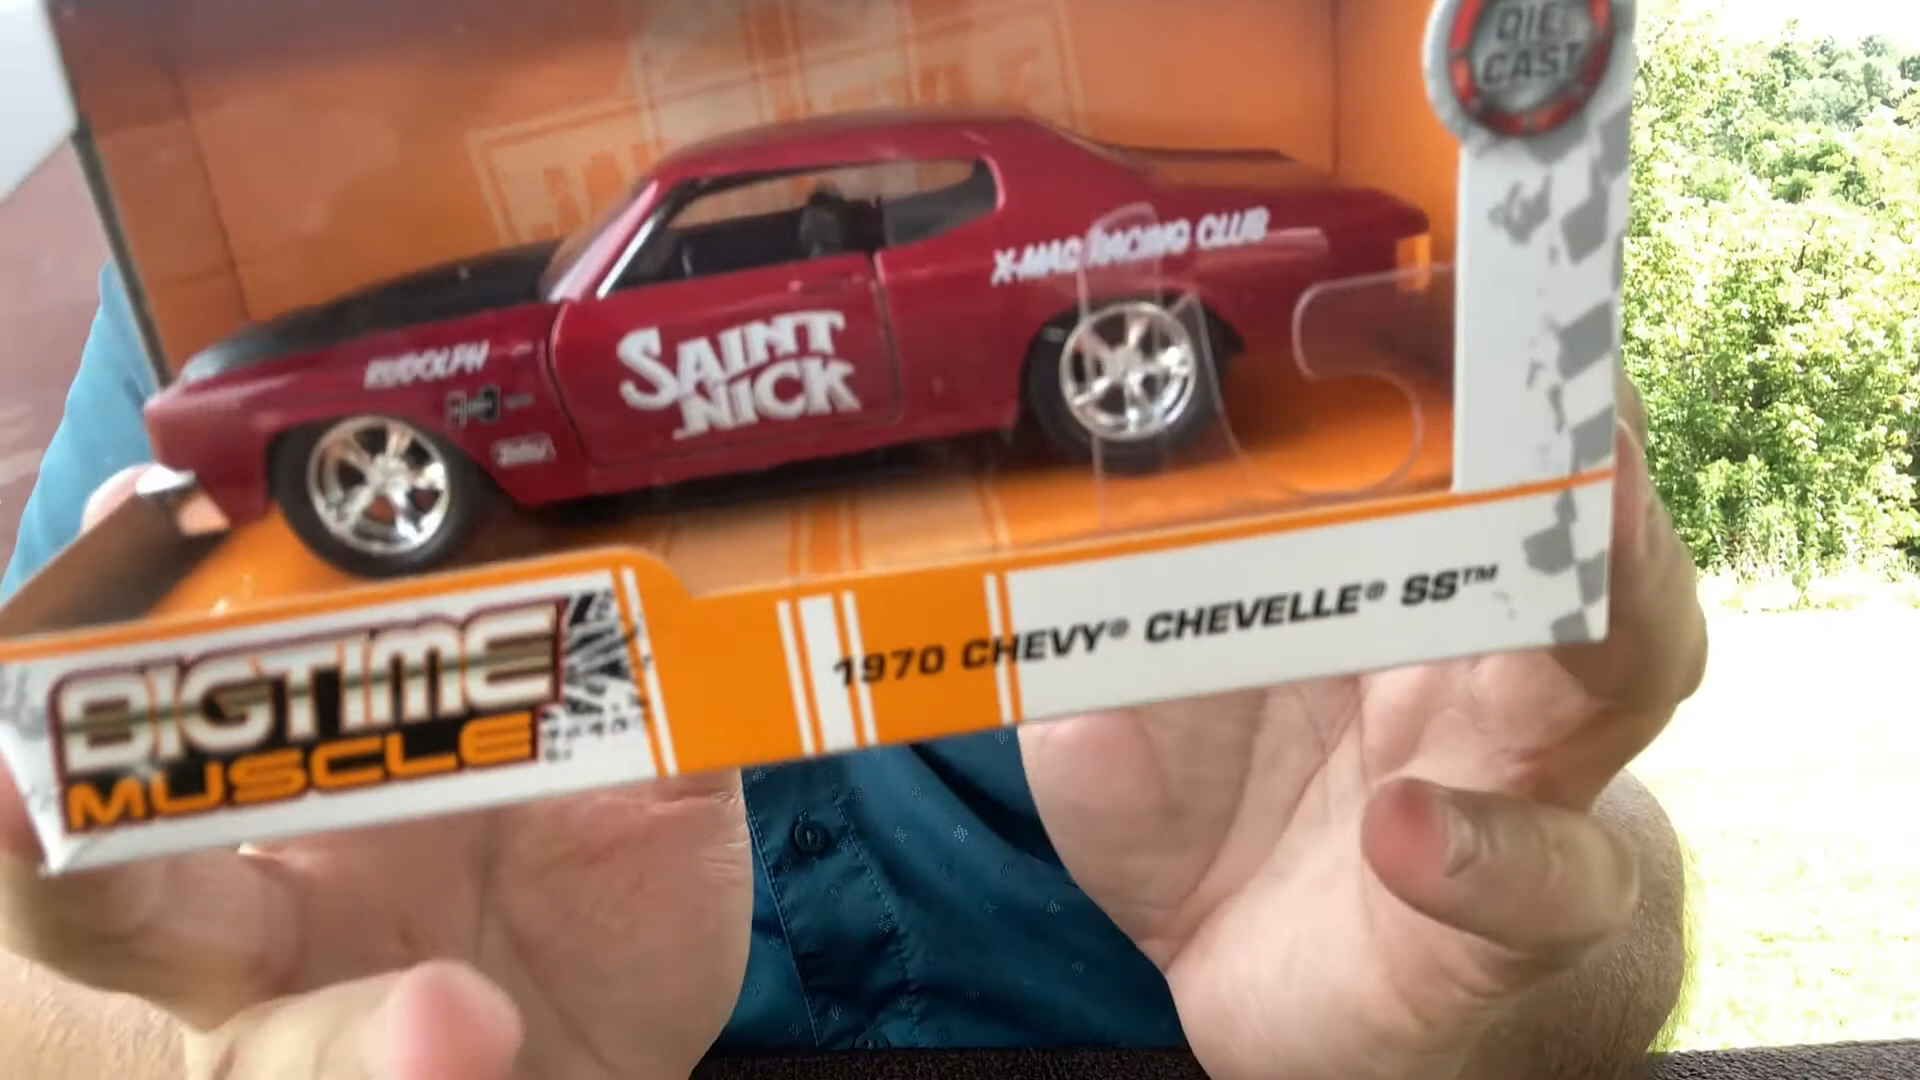 DIE
CAST
X-MAS RACING CLUB
RUDOLPH
SAINT
NICK
1970 CHEVY® CHEVELLE® SS™
BIGTIME
MUSCLE